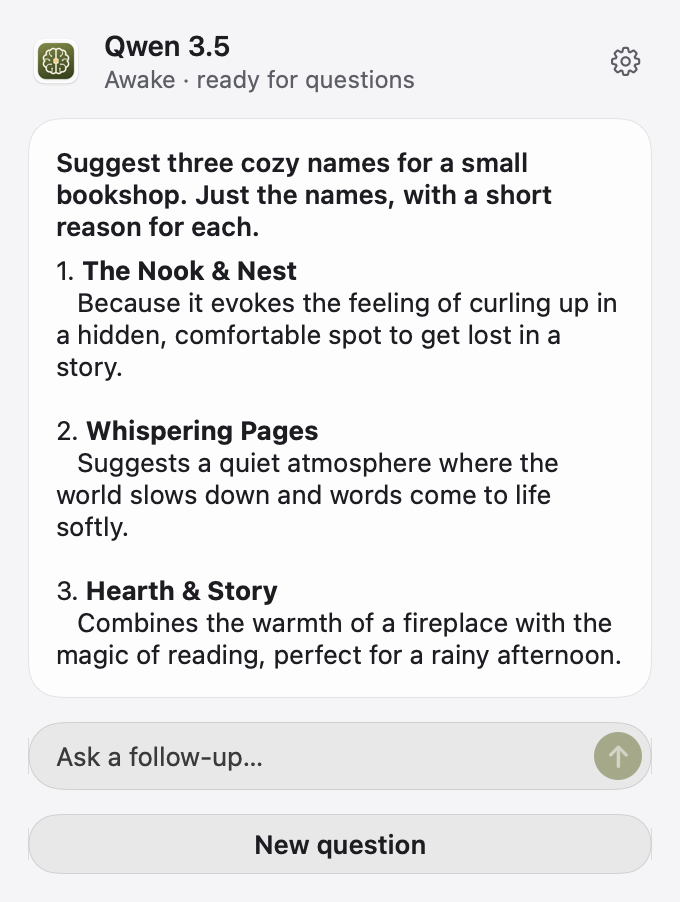 Qwen 3.5
Awake · ready for questions
Suggest three cozy names for a small
bookshop. Just the names, with a short
reason for each.
1. The Nook & Nest
Because it evokes the feeling of curling up in
a hidden, comfortable spot to get lost in a
story.
2. Whispering Pages
Suggests a quiet atmosphere where the
world slows down and words come to life
softly.
3. Hearth & Story
Combines the warmth of a fireplace with the
magic of reading, perfect for a rainy afternoon.
Ask a follow-up...
New question